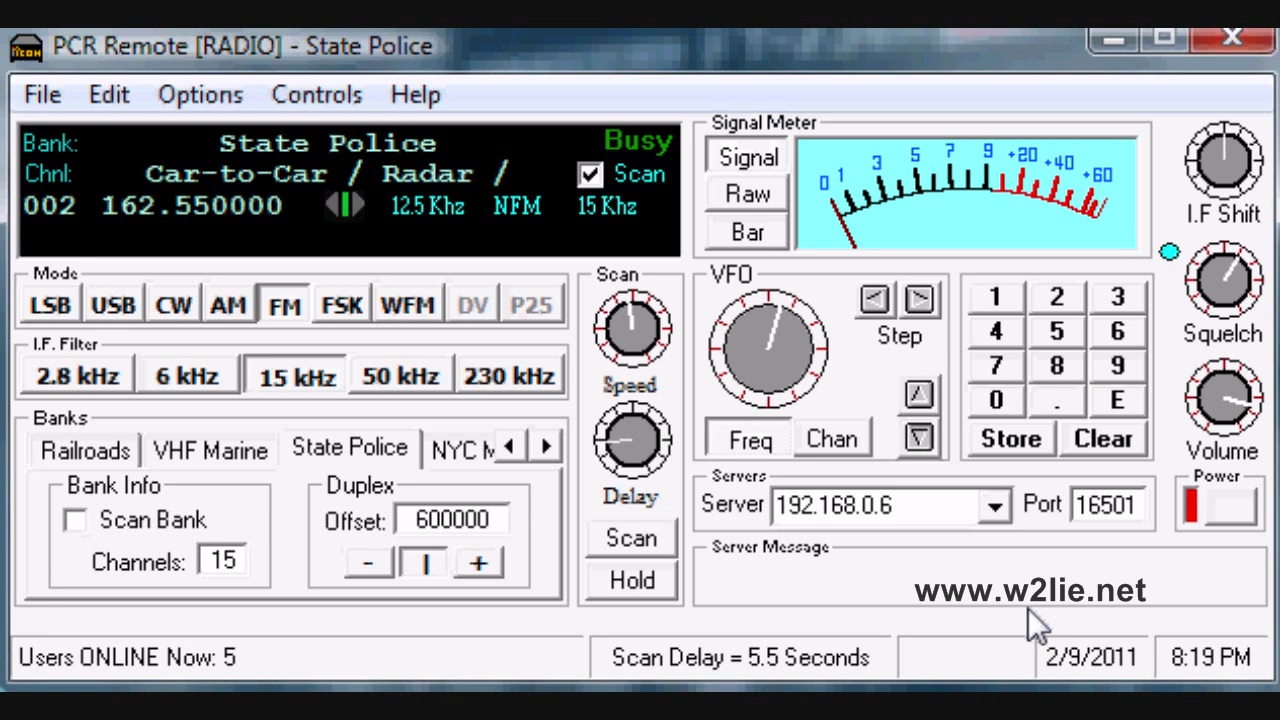 ICOM PCR Remote [RADIO] - State Police
File Edit Options Controls Help
Bank: State Police Busy
Chnl: Car-to-Car / Radar / Scan
002 162.550000 12.5 Khz NFM 15 Khz
Signal Meter
Signal
Raw
Bar
0 1 3 5 7 9 +20 +40 +60
I.F Shift
Squelch
Volume
Mode
LSB USB CW AM FM FSK WFM DV P25
I.F. Filter
2.8 kHz 6 kHz 15 kHz 50 kHz 230 kHz
Banks
Railroads VHF Marine State Police NYC M
Bank Info
Scan Bank
Channels: 15
Duplex
Offset: 600000
- | +
Scan
Speed
Delay
Scan
Hold
VFO
Step
Freq Chan
1 2 3
4 5 6
7 8 9
0 . E
Store Clear
Servers
Server 192.168.0.6 Port 16501
Power
Server Message
www.w2lie.net
Users ONLINE Now: 5 Scan Delay = 5.5 Seconds 2/9/2011 8:19 PM